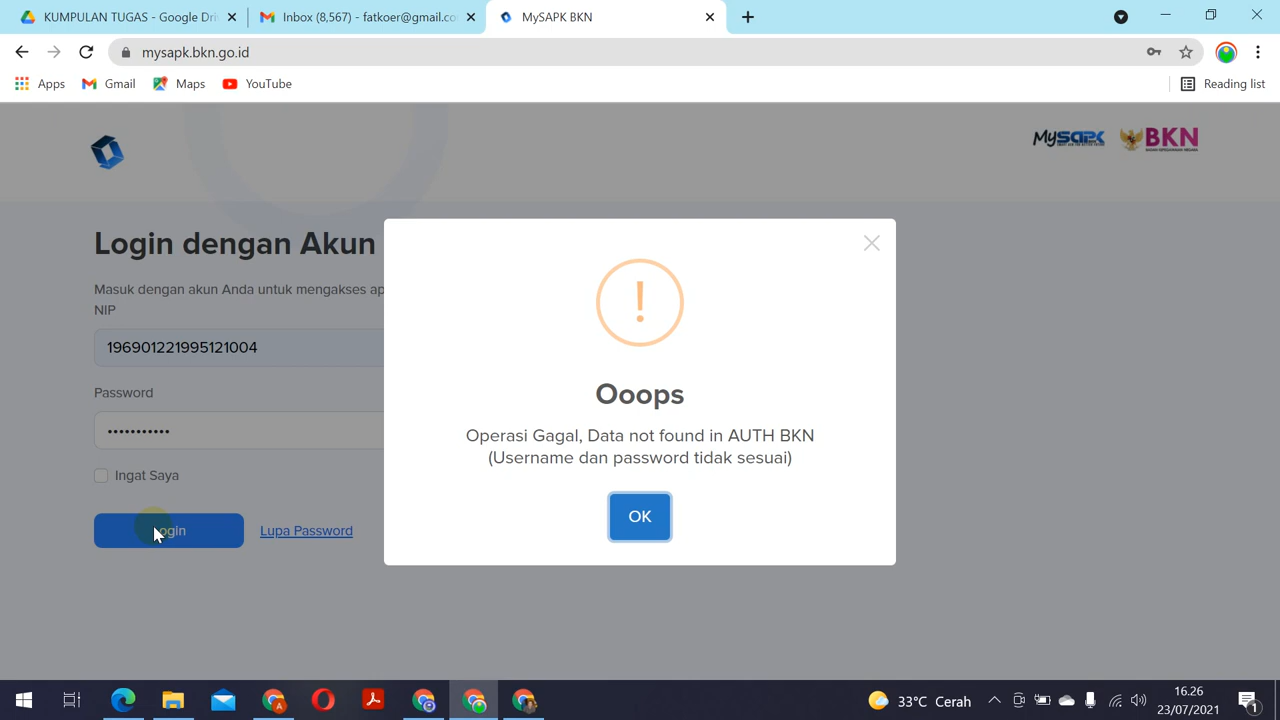 KUMPULAN TUGAS - Google Dri
Inbox (8,567) - fatkoer@gmail.co
MySAPK BKN
mysapk.bkn.go.id
Apps
Gmail
Maps
YouTube
Reading list
MySAPK
BKN
Login dengan Akun
Masuk dengan akun Anda untuk mengakses ap
NIP
196901221995121004
Password
•••••••••••
Ingat Saya
Login
Lupa Password
!
Ooops
Operasi Gagal, Data not found in AUTH BKN
(Username dan password tidak sesuai)
OK
33°C Cerah
16.26
23/07/2021
1